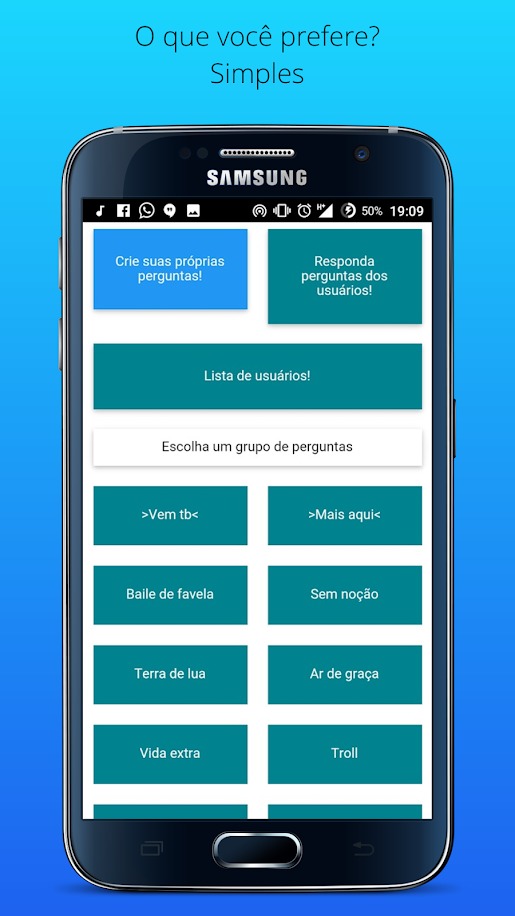 O que você prefere?
Simples
SAMSUNG
H+ 50% 19:09
Crie suas próprias
perguntas!
Responda
perguntas dos
usuários!
Lista de usuários!
Escolha um grupo de perguntas
>Vem tb<
>Mais aqui<
Baile de favela
Sem noção
Terra de lua
Ar de graça
Vida extra
Troll